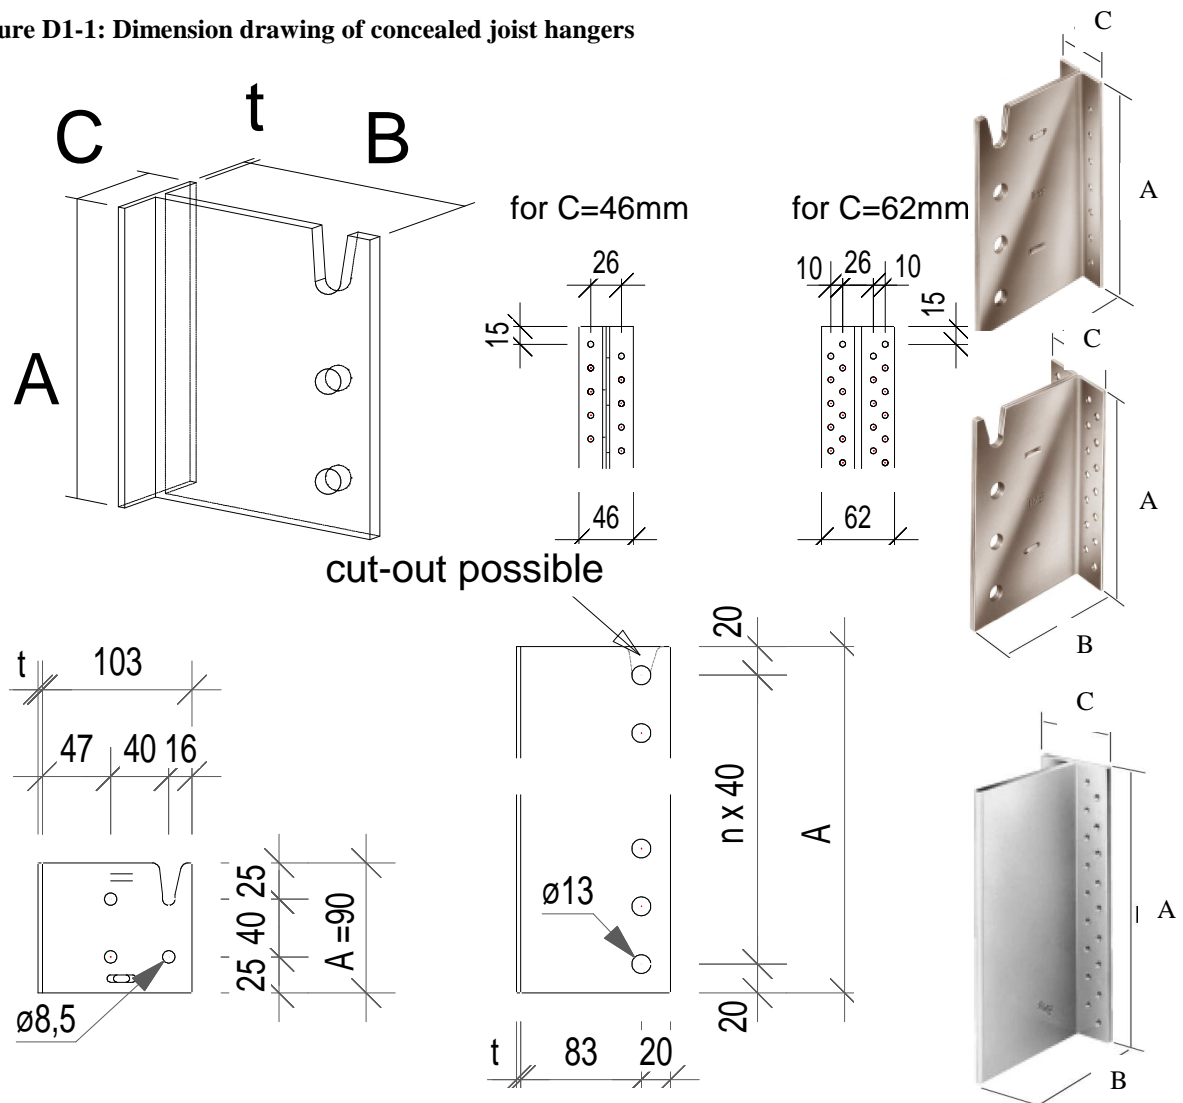 ure D1-1: Dimension drawing of concealed joist hangers
C
t
B
A
for C=46mm
26
15
46
for C=62mm
10 26 10
15
62
C
A
C
A
B
cut-out possible
t 103
47 40 16
25
40
25
A =90
ø8,5
20
n x 40
A
ø13
20
t 83 20
C
A
B